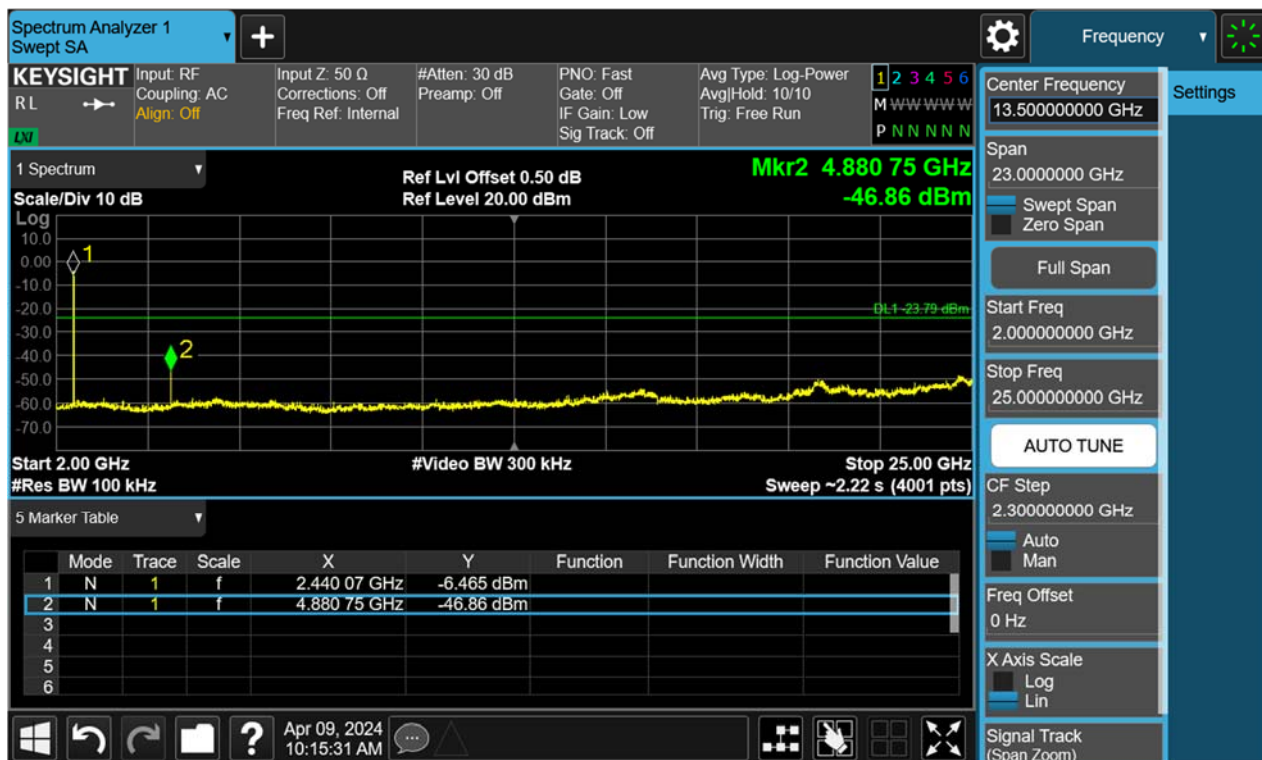 Spectrum Analyzer 1
Swept SA
+
Frequency
KEYSIGHT
R L
LXI
Input: RF
Coupling: AC
Align: Off
Input Z: 50 Ω
Corrections: Off
Freq Ref: Internal
#Atten: 30 dB
Preamp: Off
PNO: Fast
Gate: Off
IF Gain: Low
Sig Track: Off
Avg Type: Log-Power
Avg|Hold: 10/10
Trig: Free Run
1 2 3 4 5 6
M W W W W W
P N N N N N
1 Spectrum
Scale/Div 10 dB
Ref Lvl Offset 0.50 dB
Ref Level 20.00 dBm
Mkr2 4.880 75 GHz
-46.86 dBm
Log
10.0
0.00
-10.0
-20.0
-30.0
-40.0
-50.0
-60.0
-70.0
1
2
DL1 -23.79 dBm
Start 2.00 GHz
#Res BW 100 kHz
#Video BW 300 kHz
Stop 25.00 GHz
Sweep ~2.22 s (4001 pts)
5 Marker Table
Mode Trace Scale X Y Function Function Width Function Value
1 N 1 f 2.440 07 GHz -6.465 dBm
2 N 1 f 4.880 75 GHz -46.86 dBm
3
4
5
6
?
Apr 09, 2024
10:15:31 AM
Center Frequency
13.500000000 GHz
Span
23.0000000 GHz
Swept Span
Zero Span
Full Span
Start Freq
2.000000000 GHz
Stop Freq
25.000000000 GHz
AUTO TUNE
CF Step
2.300000000 GHz
Auto
Man
Freq Offset
0 Hz
X Axis Scale
Log
Lin
Signal Track
(Span Zoom)
Settings